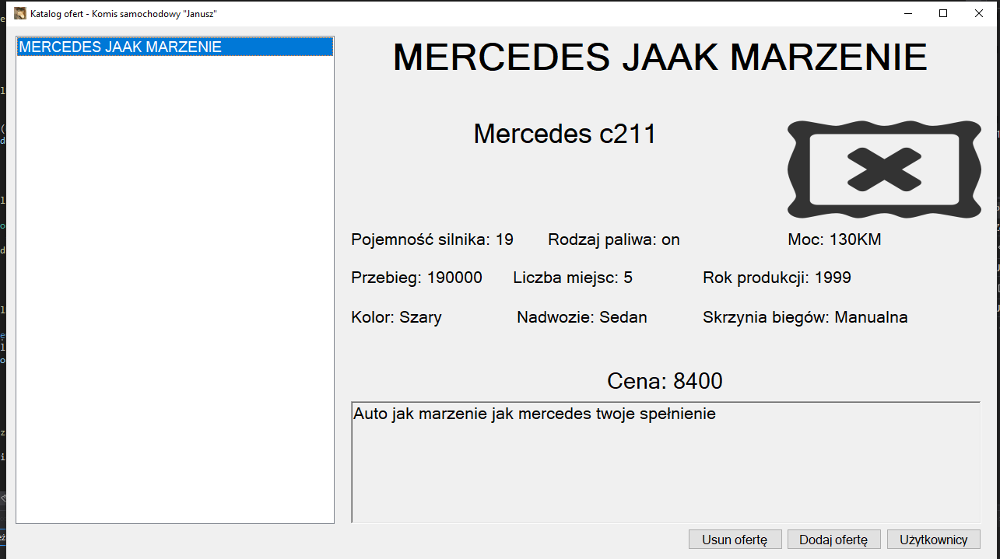 Katalog ofert - Komis samochodowy "Janusz"
MERCEDES JAAK MARZENIE
MERCEDES JAAK MARZENIE
Mercedes c211
Pojemność silnika: 19 Rodzaj paliwa: on Moc: 130KM
Przebieg: 190000 Liczba miejsc: 5 Rok produkcji: 1999
Kolor: Szary Nadwozie: Sedan Skrzynia biegów: Manualna
Cena: 8400
Auto jak marzenie jak mercedes twoje spełnienie
Usun ofertę Dodaj ofertę Użytkownicy